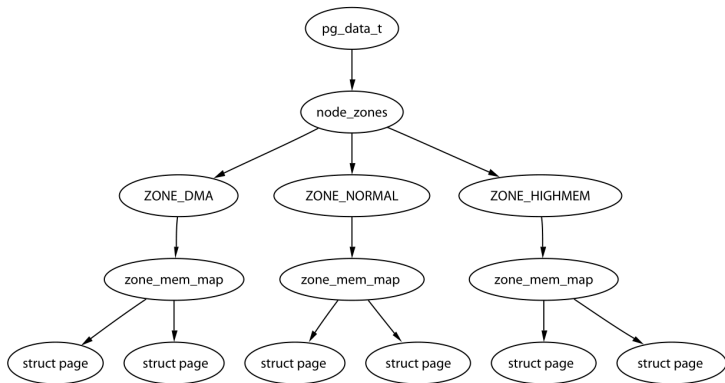 pg_data_t
node_zones
ZONE_DMA
ZONE_NORMAL
ZONE_HIGHMEM
zone_mem_map
zone_mem_map
zone_mem_map
struct page
struct page
struct page
struct page
struct page
struct page